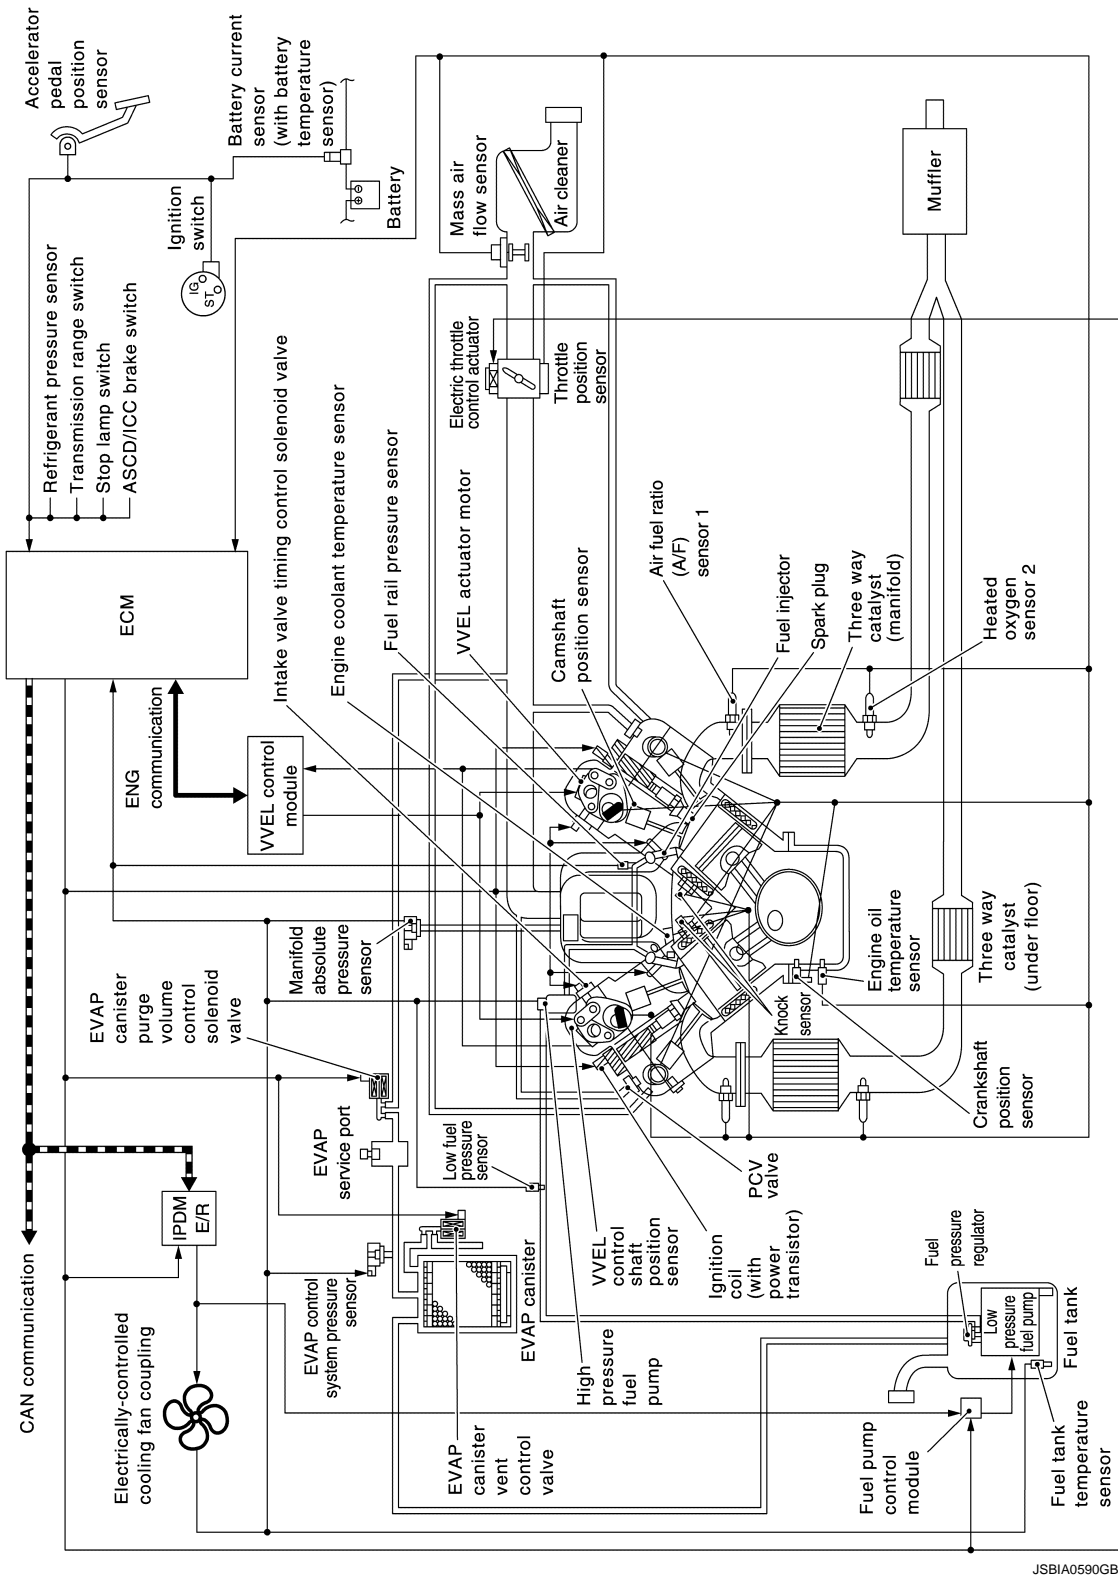 Accelerator
pedal
position
sensor
Battery current
sensor
(with battery
temperature
sensor)
Battery
Ignition
switch
IG
ST
Refrigerant pressure sensor
Transmission range switch
Stop lamp switch
ASCD/ICC brake switch
Mass air
flow sensor
Air cleaner
Muffler
Electric throttle
control actuator
Throttle
position
sensor
ECM
Intake valve timing control solenoid valve
Engine coolant temperature sensor
Fuel rail pressure sensor
VVEL actuator motor
Camshaft
position sensor
Air fuel ratio
(A/F)
sensor 1
Fuel injector
Spark plug
Three way
catalyst
(manifold)
Heated
oxygen
sensor 2
ENG
communication
VVEL control
module
Manifold
absolute
pressure
sensor
EVAP
canister
purge
volume
control
solenoid
valve
Knock
sensor
Engine oil
temperature
sensor
Three way
catalyst
(under floor)
Crankshaft
position
sensor
EVAP
service port
Low fuel
pressure
sensor
PCV
valve
IPDM
E/R
CAN communication
Electrically-controlled
cooling fan coupling
EVAP control
system pressure
sensor
EVAP canister
VVEL
control
shaft
position
sensor
Ignition
coil (with
power
transistor)
High
pressure
fuel
pump
EVAP
canister
vent
control
valve
Fuel
pressure
regulator
Low
pressure
fuel pump
Fuel tank
Fuel pump
control
module
Fuel tank
temperature
sensor
JSBIA0590GB